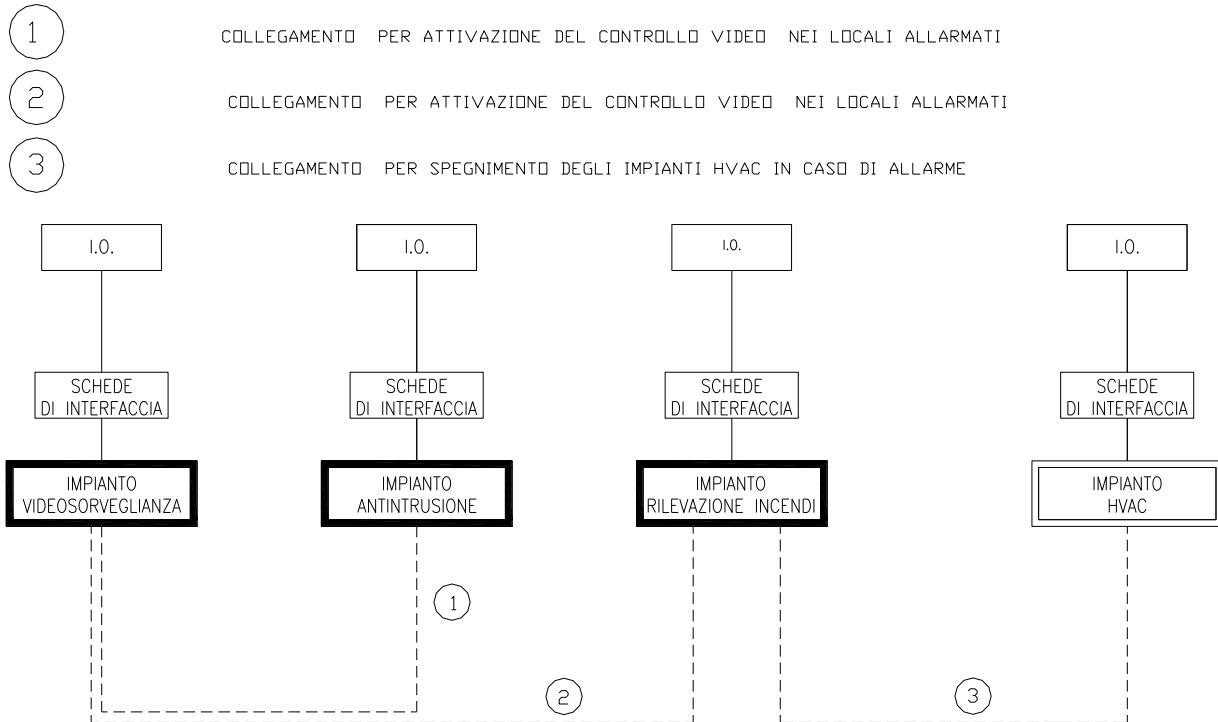 1 COLLEGAMENTO PER ATTIVAZIONE DEL CONTROLLO VIDEO NEI LOCALI ALLARMATI
2 COLLEGAMENTO PER ATTIVAZIONE DEL CONTROLLO VIDEO NEI LOCALI ALLARMATI
3 COLLEGAMENTO PER SPEGNIMENTO DEGLI IMPIANTI HVAC IN CASO DI ALLARME
I.O.
I.O.
I.O.
I.O.
SCHEDE
DI INTERFACCIA
SCHEDE
DI INTERFACCIA
SCHEDE
DI INTERFACCIA
SCHEDE
DI INTERFACCIA
IMPIANTO
VIDEOSORVEGLIANZA
IMPIANTO
ANTINTRUSIONE
IMPIANTO
RILEVAZIONE INCENDI
IMPIANTO
HVAC
1
2
3